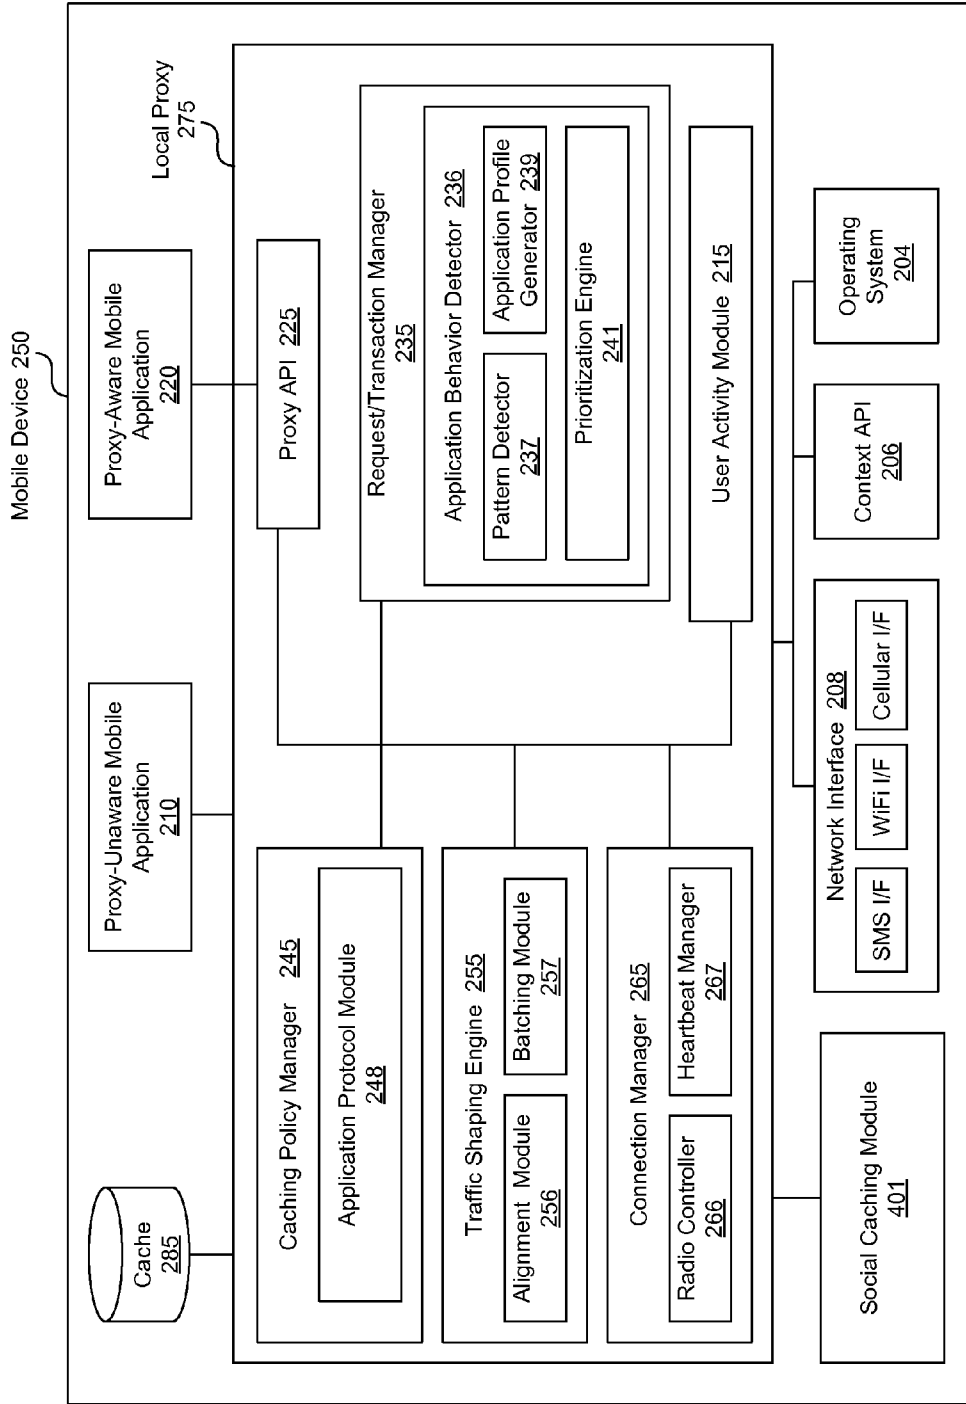 Mobile Device 250
Cache
285
Proxy-Unaware Mobile
Application
210
Proxy-Aware Mobile
Application
220
Local Proxy
275
Caching Policy Manager 245
Application Protocol Module
248
Proxy API 225
Request/Transaction Manager
235
Application Behavior Detector 236
Pattern Detector
237
Application Profile
Generator 239
Prioritization Engine
241
Traffic Shaping Engine 255
Alignment Module
256
Batching Module
257
Connection Manager 265
Radio Controller
266
Heartbeat Manager
267
User Activity Module 215
Social Caching Module
401
Network Interface 208
SMS I/F
WiFi I/F
Cellular I/F
Context API
206
Operating
System
204